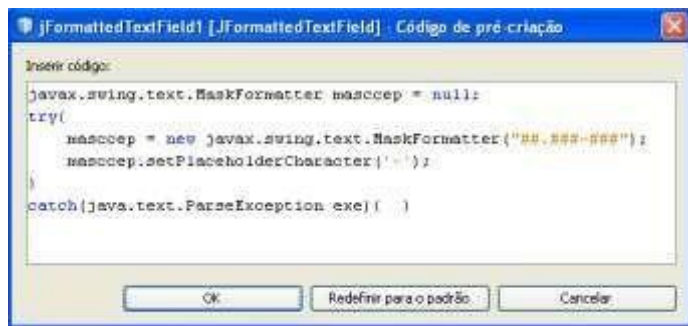 jFormattedTextField1 [JFormattedTextField] - Código de pré-criação
Inserir código:
javax.swing.text.MaskFormatter masccep = null;
try{
masccep = new javax.swing.text.MaskFormatter("##.###-###");
masccep.setPlaceholderCharacter('-');
}
catch(java.text.ParseException exe){ }
OK
Redefinir para o padrão
Cancelar